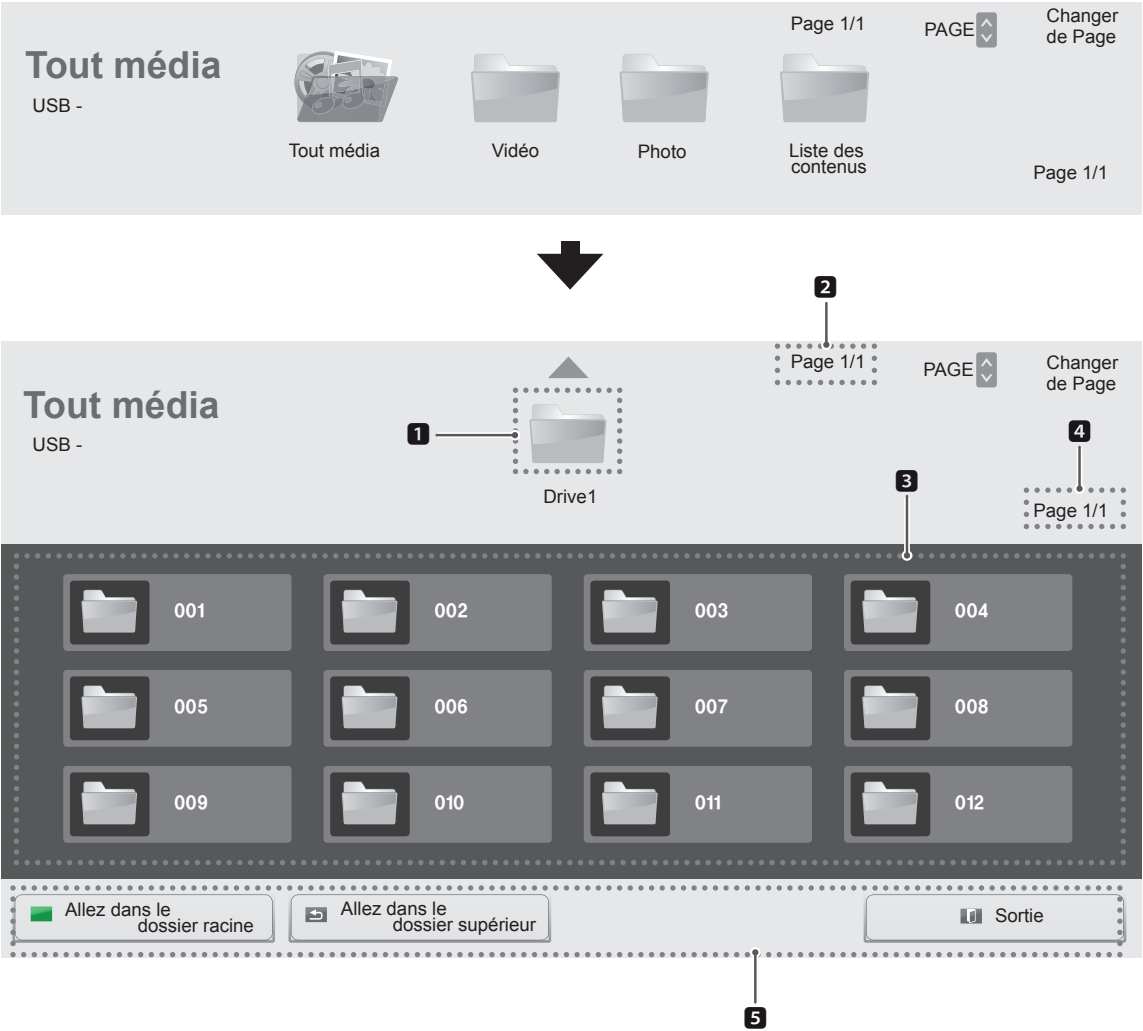 Page 1/1
PAGE
Changer
de Page
Tout média
USB -
Tout média
Vidéo
Photo
Liste des
contenus
Page 1/1
2
Page 1/1
PAGE
Changer
de Page
Tout média
USB -
1
Drive1
4
3
Page 1/1
001
002
003
004
005
006
007
008
009
010
011
012
Allez dans le
dossier racine
Allez dans le
dossier supérieur
Sortie
5